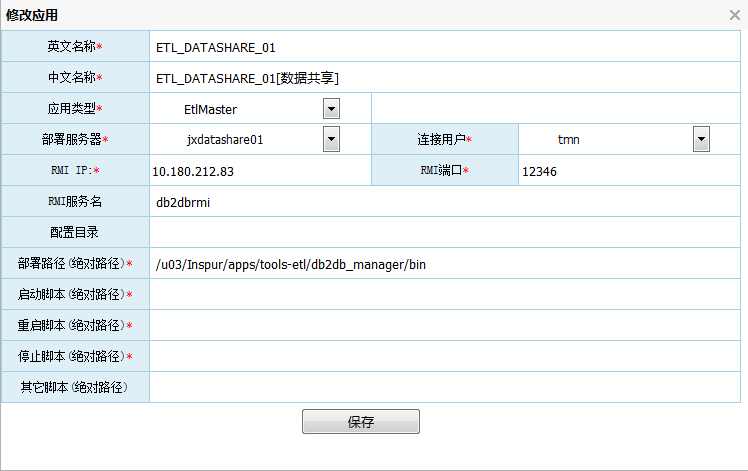 修改应用
英文名称* ETL_DATASHARE_01
中文名称* ETL_DATASHARE_01[数据共享]
应用类型* EtlMaster
部署服务器* jxdatashare01 连接用户* tmn
RMI IP:* 10.180.212.83 RMI端口* 12346
RMI服务名 db2dbrmi
配置目录
部署路径(绝对路径)* /u03/Inspur/apps/tools-etl/db2db_manager/bin
启动脚本(绝对路径)*
重启脚本(绝对路径)*
停止脚本(绝对路径)*
其它脚本(绝对路径)
保存